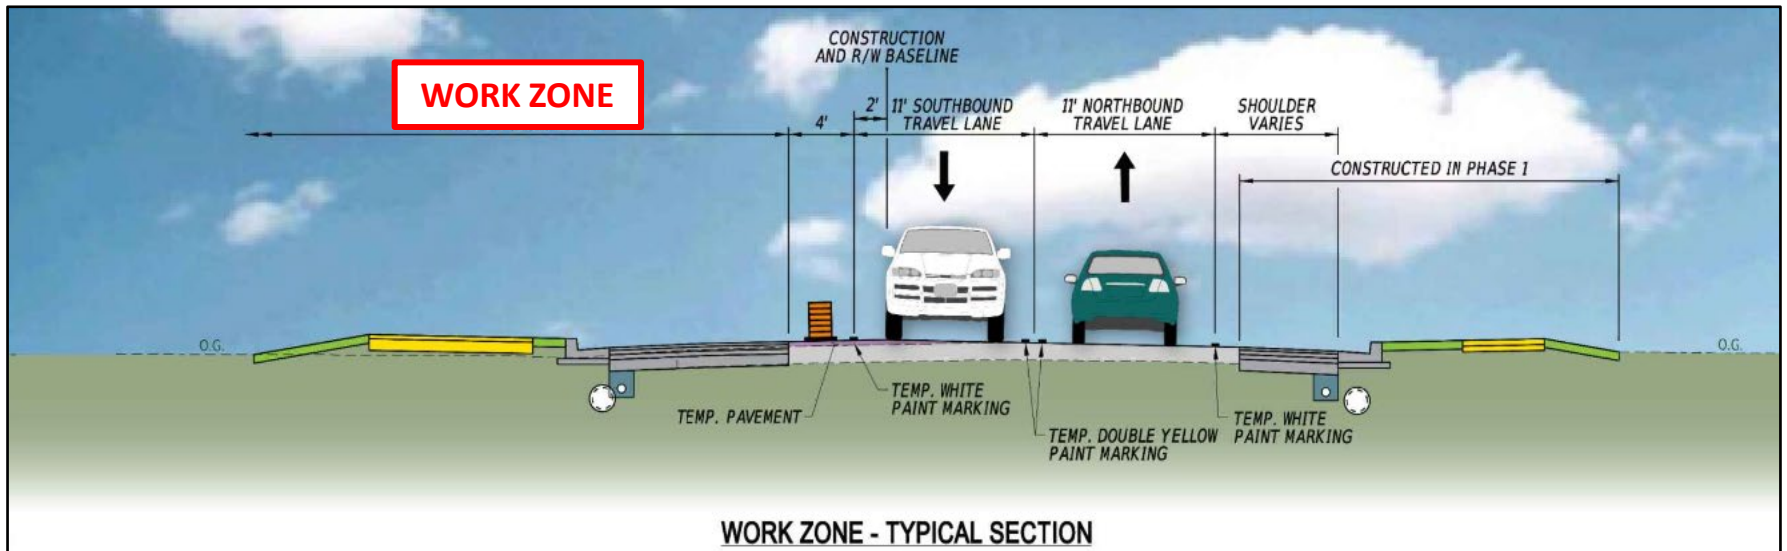 CONSTRUCTION
AND R/W BASELINE
WORK ZONE
4'
2'
11' SOUTHBOUND
TRAVEL LANE
11' NORTHBOUND
TRAVEL LANE
SHOULDER
VARIES
CONSTRUCTED IN PHASE 1
O.G.
O.G.
TEMP. PAVEMENT
TEMP. WHITE
PAINT MARKING
TEMP. DOUBLE YELLOW
PAINT MARKING
TEMP. WHITE
PAINT MARKING
WORK ZONE - TYPICAL SECTION